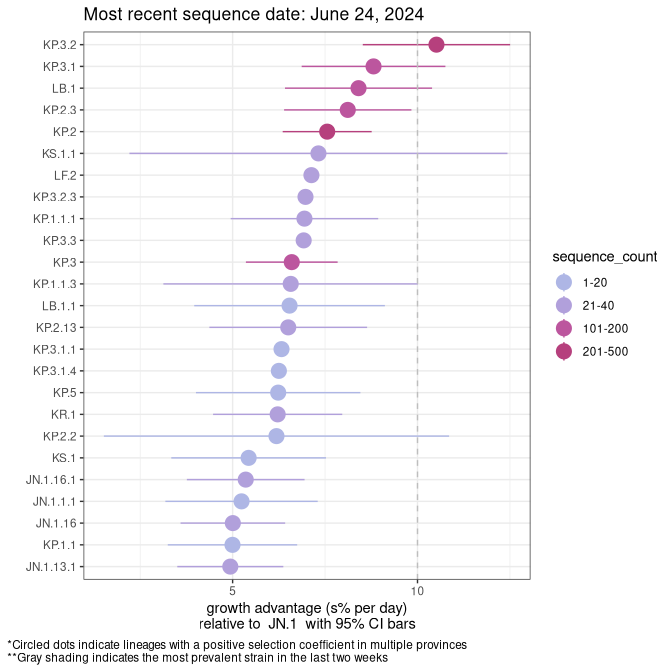 Most recent sequence date: June 24, 2024
KP.3.2
KP.3.1
LB.1
KP.2.3
KP.2
KS.1.1
LF.2
KP.3.2.3
KP.1.1.1
KP.3.3
KP.3
KP.1.1.3
LB.1.1
KP.2.13
KP.3.1.1
KP.3.1.4
KP.5
KR.1
KP.2.2
KS.1
JN.1.16.1
JN.1.1.1
JN.1.16
KP.1.1
JN.1.13.1
5 10
growth advantage (s% per day)
relative to JN.1 with 95% CI bars
sequence_count
1-20
21-40
101-200
201-500
*Circled dots indicate lineages with a positive selection coefficient in multiple provinces
**Gray shading indicates the most prevalent strain in the last two weeks